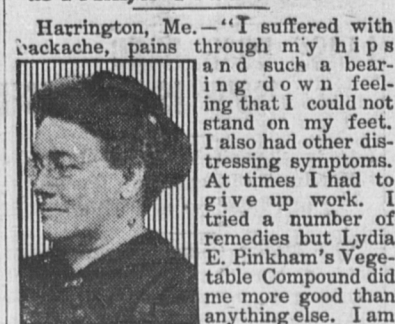 Harrington, Me.—"I suffered with
backache, pains through my hips
and such a bear-
ing down feel-
ing that I could not
stand on my feet.
I also had other dis-
tressing symptoms.
At times I had to
give up work. I
tried a number of
remedies but Lydia
E. Pinkham's Vege-
table Compound did
me more good than
anything else. I am